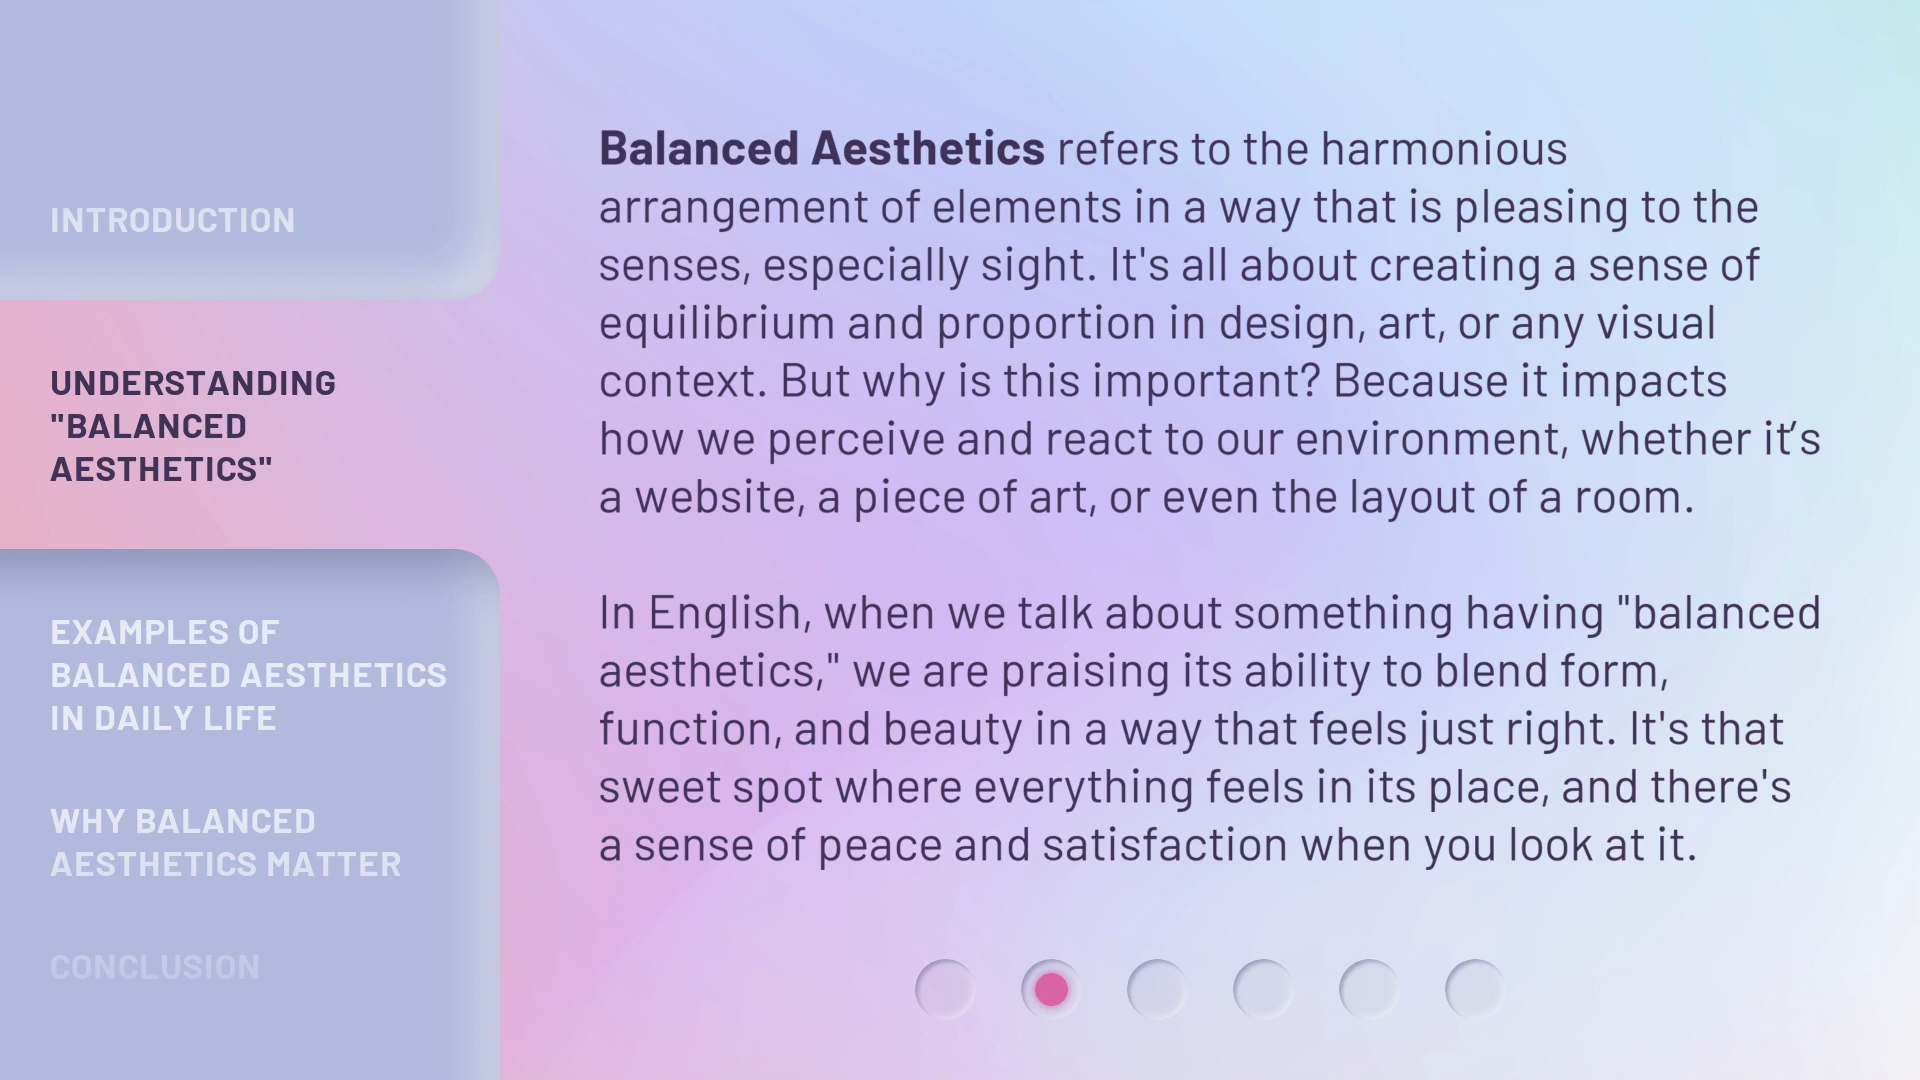 INTRODUCTION
UNDERSTANDING
"BALANCED
AESTHETICS"
EXAMPLES OF
BALANCED AESTHETICS
IN DAILY LIFE
WHY BALANCED
AESTHETICS MATTER
CONCLUSION
Balanced Aesthetics refers to the harmonious
arrangement of elements in a way that is pleasing to the
senses, especially sight. It's all about creating a sense of
equilibrium and proportion in design, art, or any visual
context. But why is this important? Because it impacts
how we perceive and react to our environment, whether it’s
a website, a piece of art, or even the layout of a room.
In English, when we talk about something having "balanced
aesthetics," we are praising its ability to blend form,
function, and beauty in a way that feels just right. It's that
sweet spot where everything feels in its place, and there's
a sense of peace and satisfaction when you look at it.